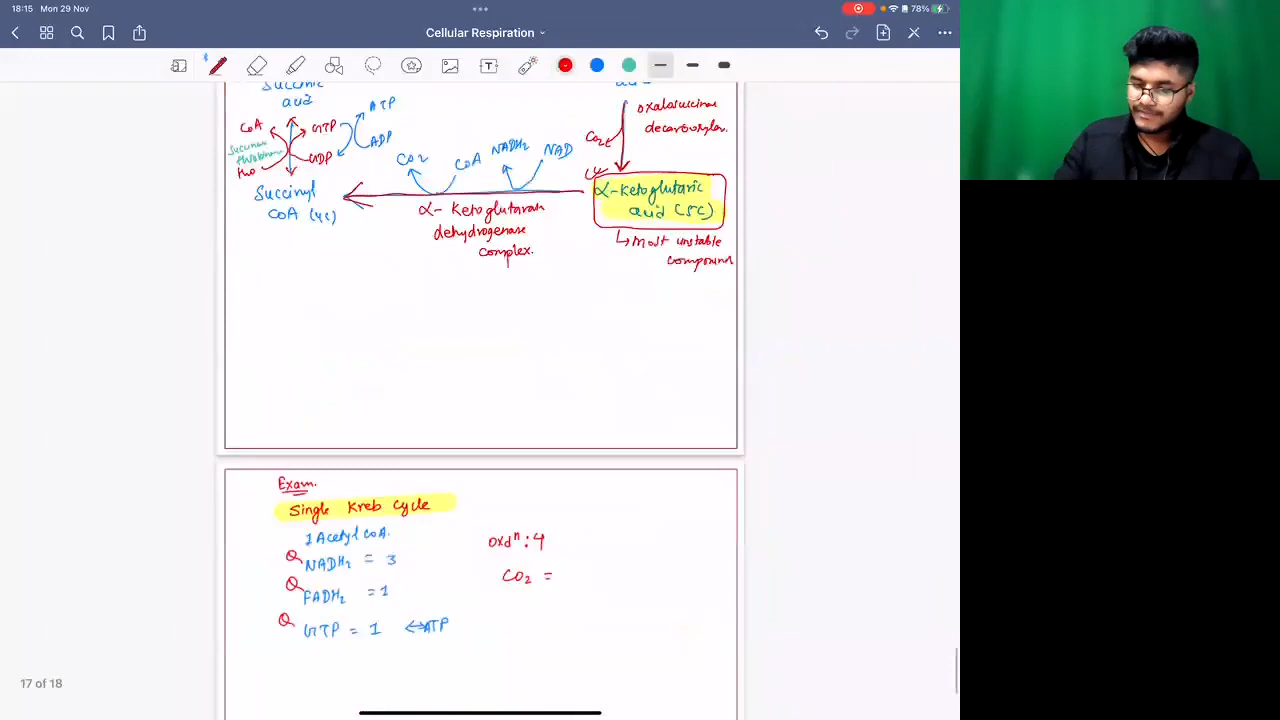 18:15 Mon 29 Nov
78%
Cellular Respiration
Succinic
acid
CoA
GTP
ATP
ADP
GDP
H₂O
Succinyl
CoA (4C)
CO2
CoA
NADH2
NAD
α- Ketoglutarate
dehydrogenase
complex.
oxalosuccinic
decarboxylase.
CO2
α-Ketoglutaric
acid (5C)
↳ Most unstable
compound
Exam.
Single Kreb Cycle
1 Acetyl CoA.
Q NADH2 = 3
Q FADH2 = 1
Q GTP = 1 ↔ATP
Oxdⁿ : 4
CO2 =
17 of 18